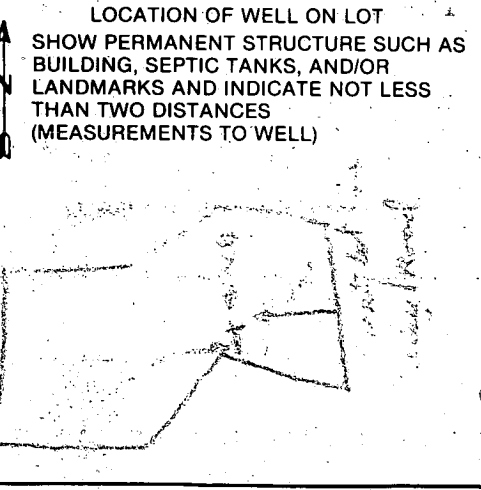 LOCATION OF WELL ON LOT
SHOW PERMANENT STRUCTURE SUCH AS
BUILDING, SEPTIC TANKS, AND/OR
LANDMARKS AND INDICATE NOT LESS
THAN TWO DISTANCES
(MEASUREMENTS TO WELL)
N
Road